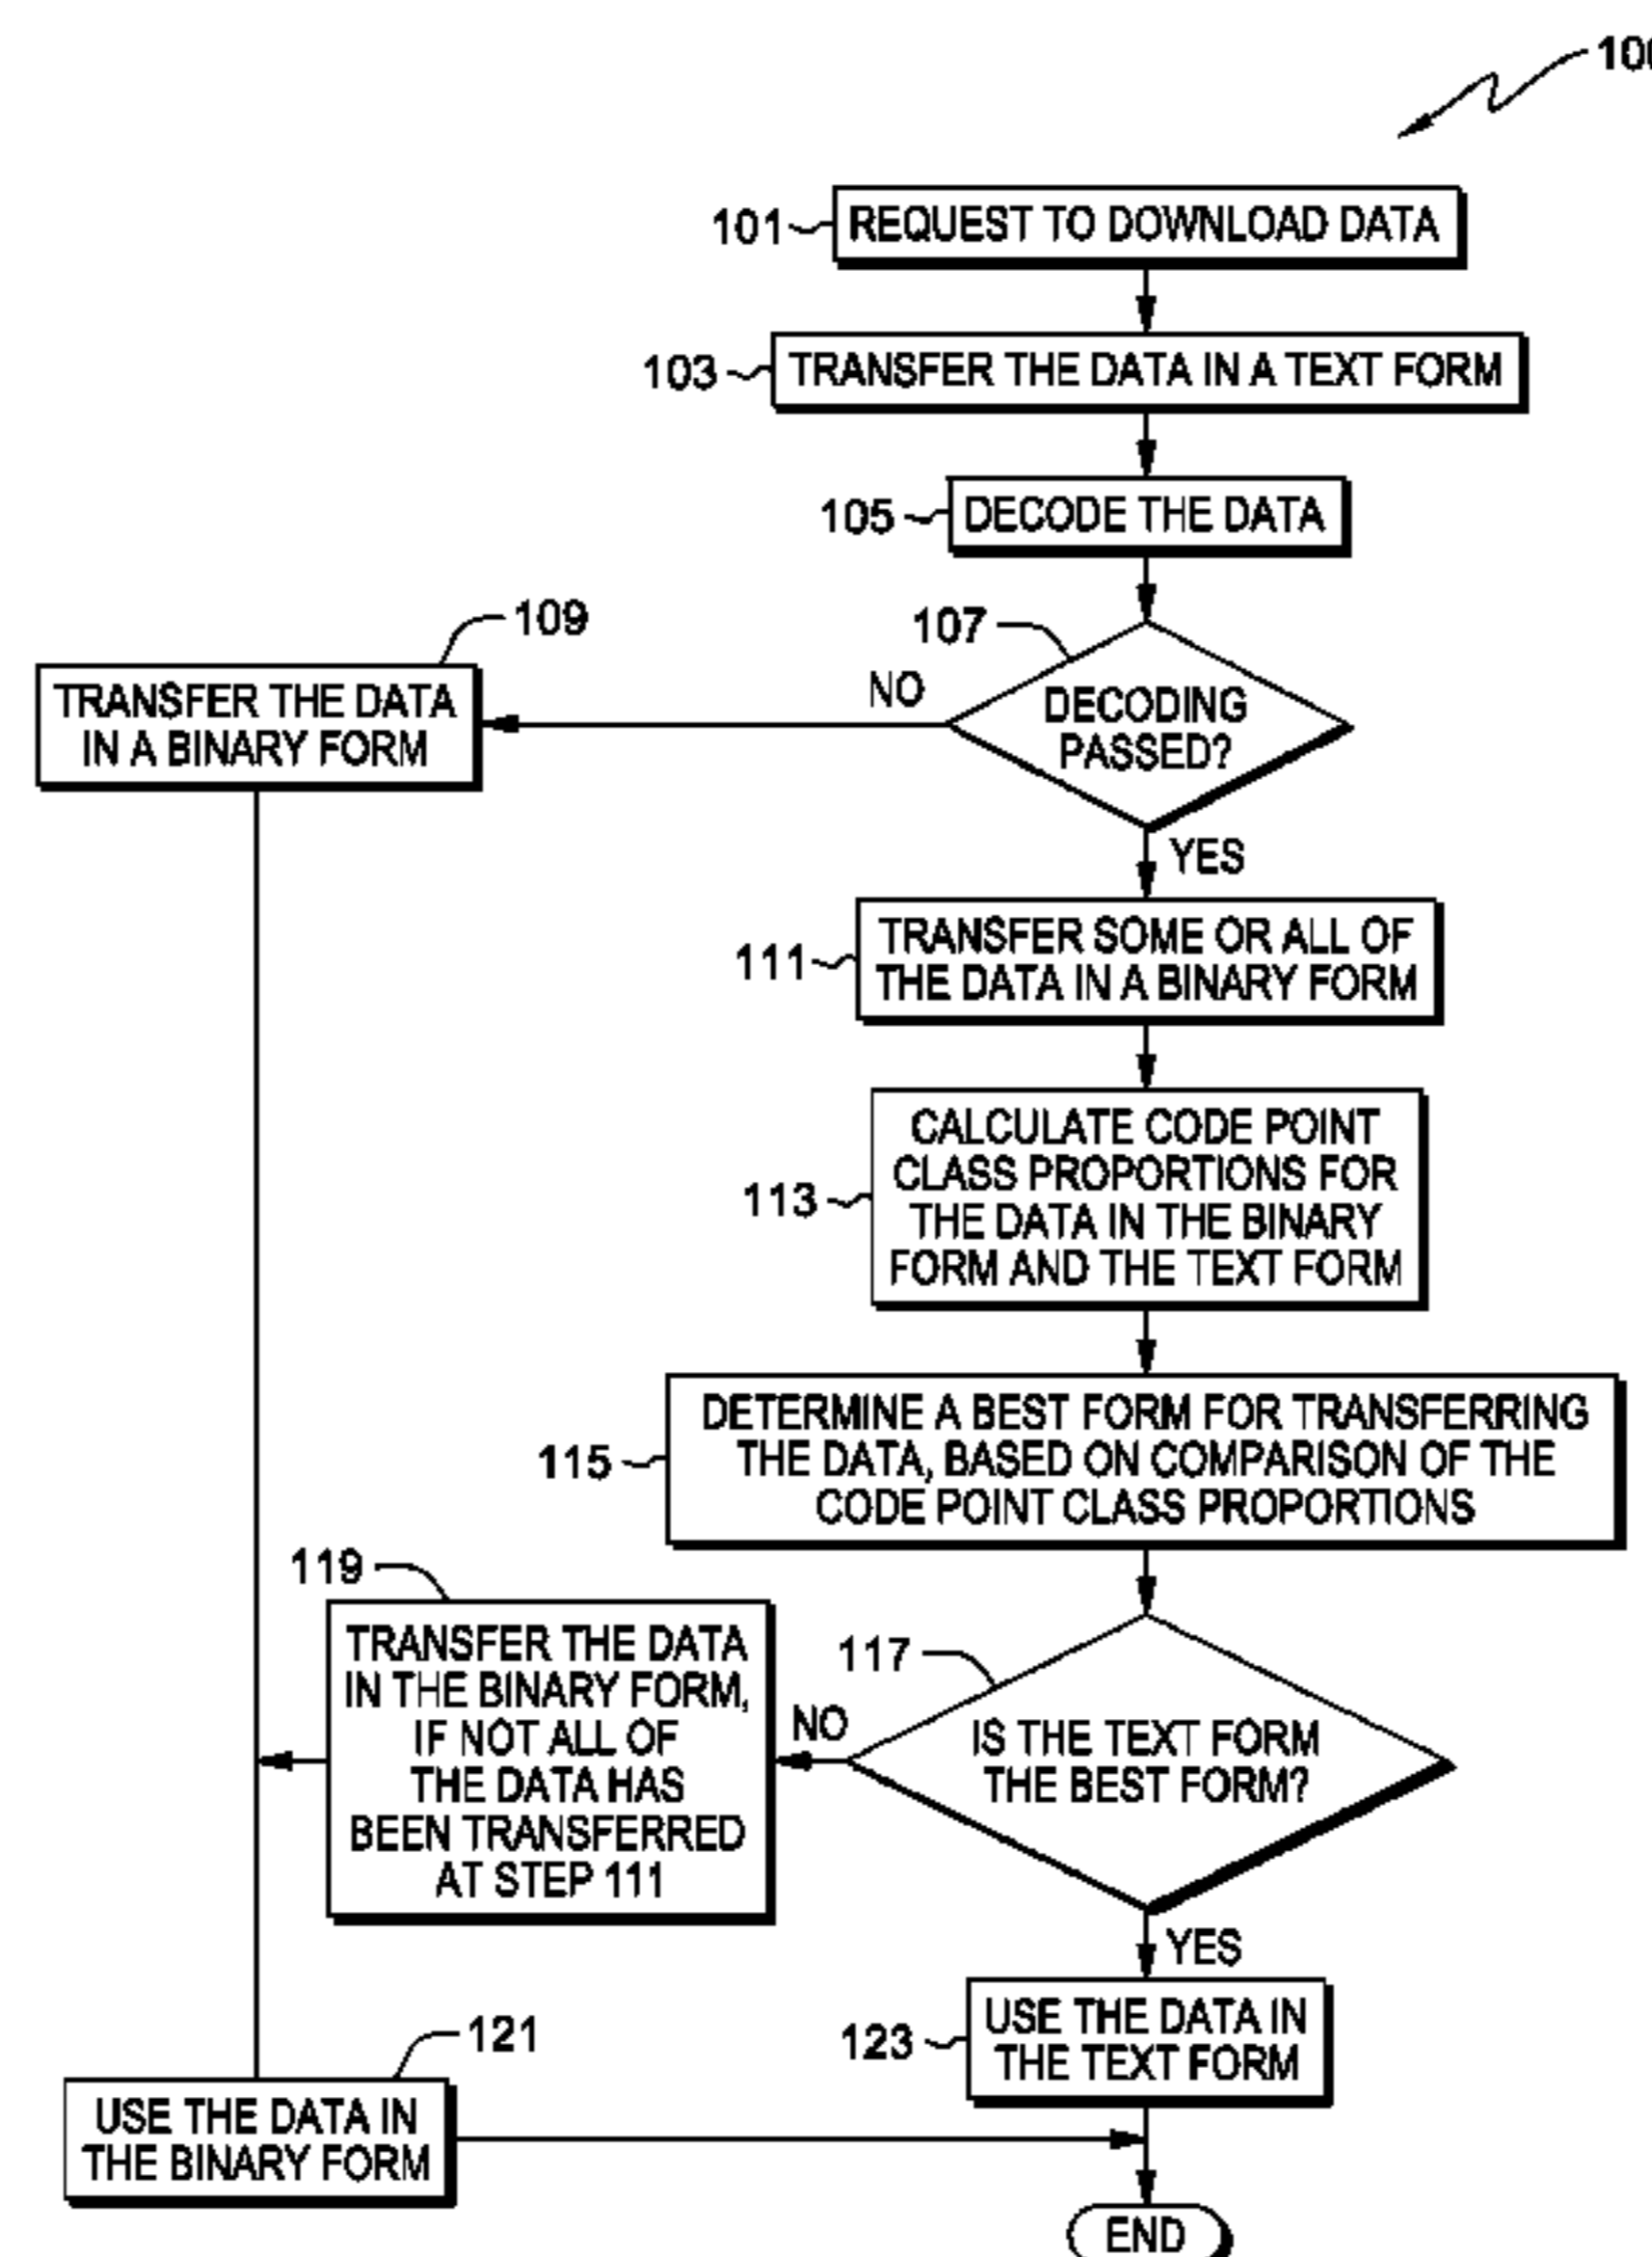 100
101
REQUEST TO DOWNLOAD DATA
103
TRANSFER THE DATA IN A TEXT FORM
105
DECODE THE DATA
109
107
TRANSFER THE DATA
IN A BINARY FORM
NO
DECODING
PASSED?
YES
111
TRANSFER SOME OR ALL OF
THE DATA IN A BINARY FORM
113
CALCULATE CODE POINT
CLASS PROPORTIONS FOR
THE DATA IN THE BINARY
FORM AND THE TEXT FORM
115
DETERMINE A BEST FORM FOR TRANSFERRING
THE DATA, BASED ON COMPARISON OF THE
CODE POINT CLASS PROPORTIONS
119
TRANSFER THE DATA
IN THE BINARY FORM,
IF NOT ALL OF
THE DATA HAS
BEEN TRANSFERRED
AT STEP 111
117
NO
IS THE TEXT FORM
THE BEST FORM?
YES
121
USE THE DATA IN
THE BINARY FORM
123
USE THE DATA IN
THE TEXT FORM
END